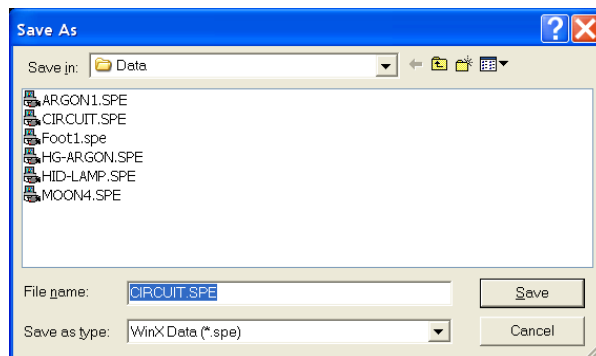 Save As
Save in: Data
ARGON1.SPE
CIRCUIT.SPE
Foot1.spe
HG-ARGON.SPE
HID-LAMP.SPE
MOON4.SPE
File name: CIRCUIT.SPE Save
Save as type: WinX Data (*.spe) Cancel